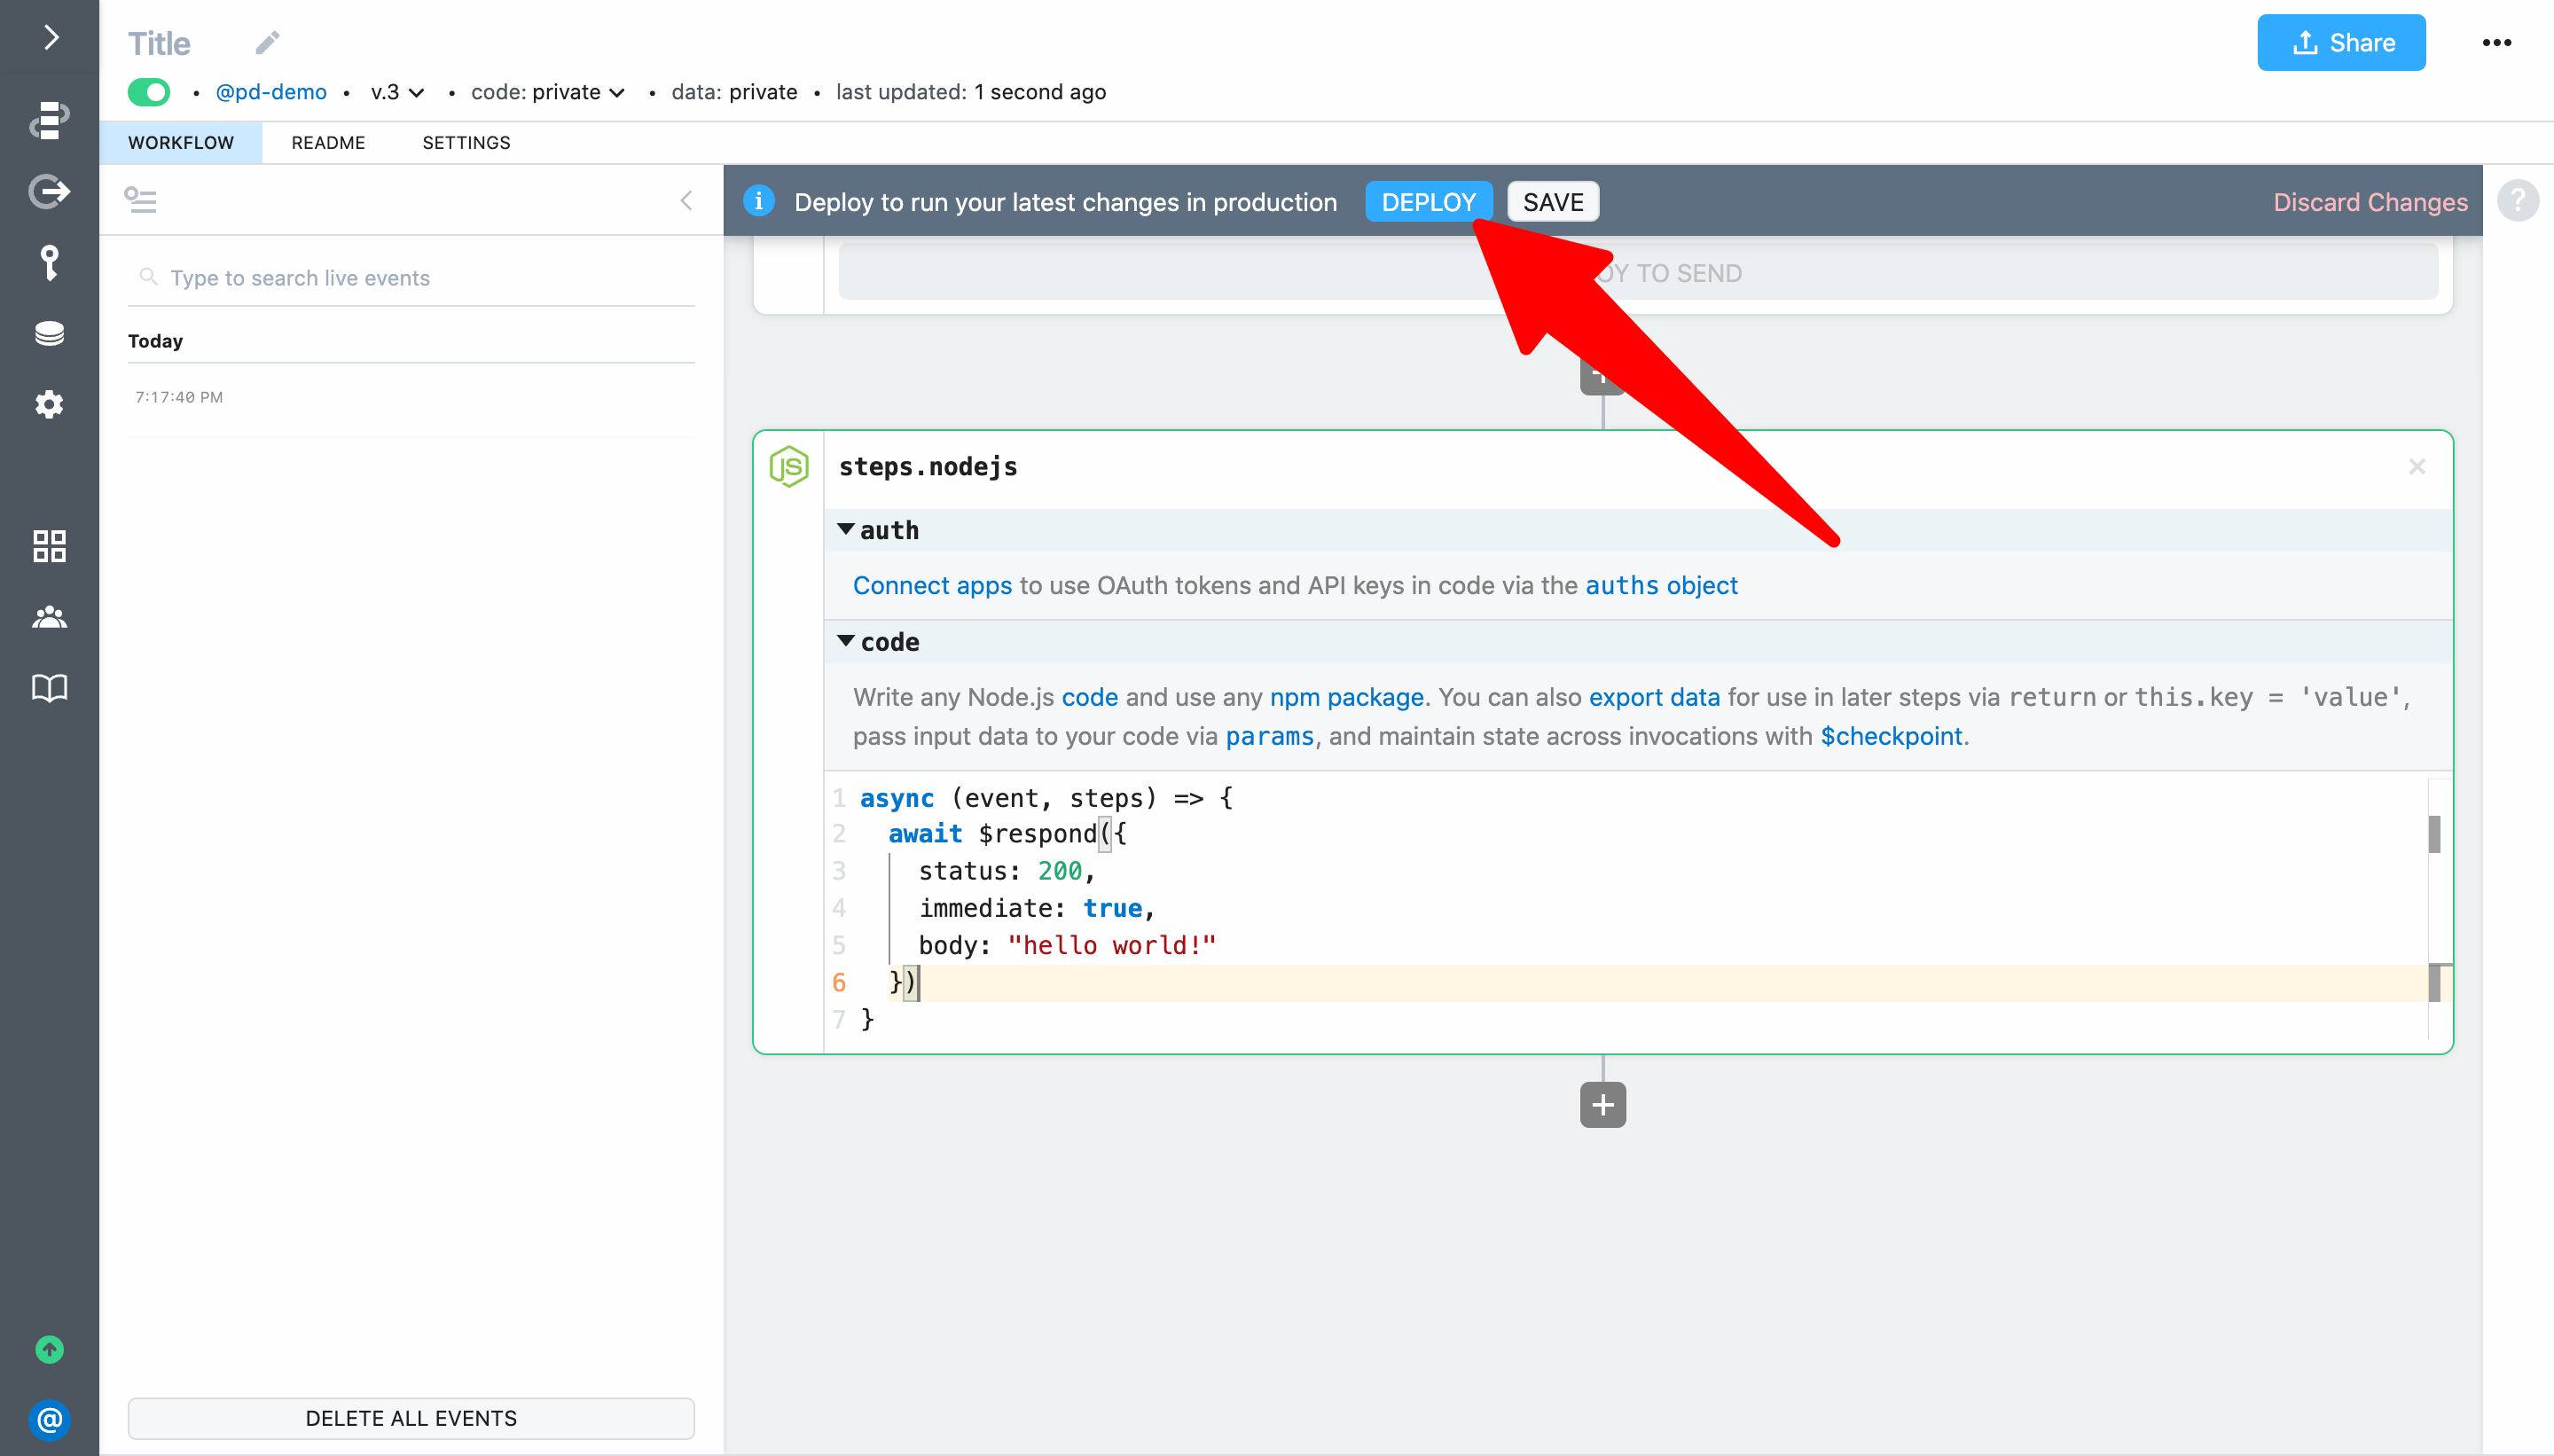 Title
Share
• @pd-demo • v.3 • code: private • data: private • last updated: 1 second ago
WORKFLOW README SETTINGS
Deploy to run your latest changes in production DEPLOY SAVE Discard Changes
?
Type to search live events
TO SEND
Today
7:17:40 PM
JS steps.nodejs
auth
Connect apps to use OAuth tokens and API keys in code via the auths object
code
Write any Node.js code and use any npm package. You can also export data for use in later steps via return or this.key = 'value',
pass input data to your code via params, and maintain state across invocations with $checkpoint.
1 async (event, steps) => {
2 await $respond({
3 status: 200,
4 immediate: true,
5 body: "hello world!"
6 })
7 }
DELETE ALL EVENTS
@